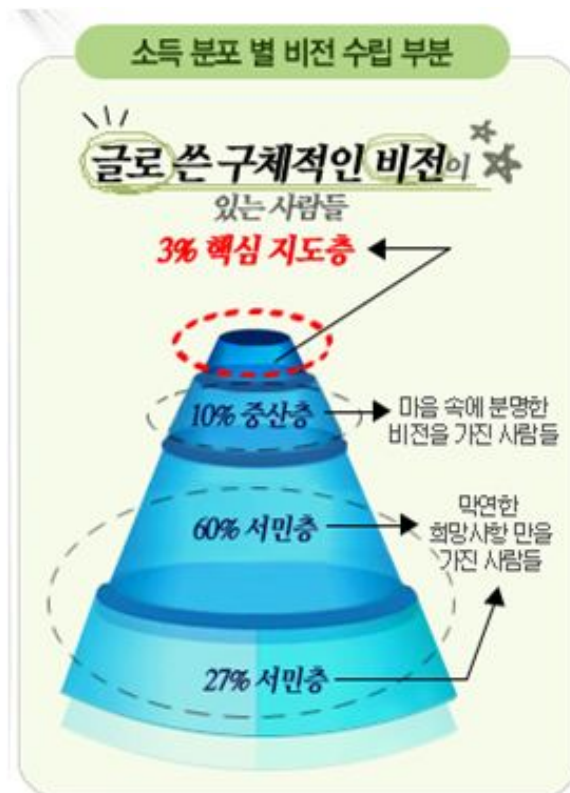 소득 분포 별 비전 수립 부분
글로 쓴 구체적인 비전이
있는 사람들
3% 핵심 지도층
10% 중산층
마음 속에 분명한
비전을 가진 사람들
60% 서민층
막연한
희망사항 만을
가진 사람들
27% 서민층